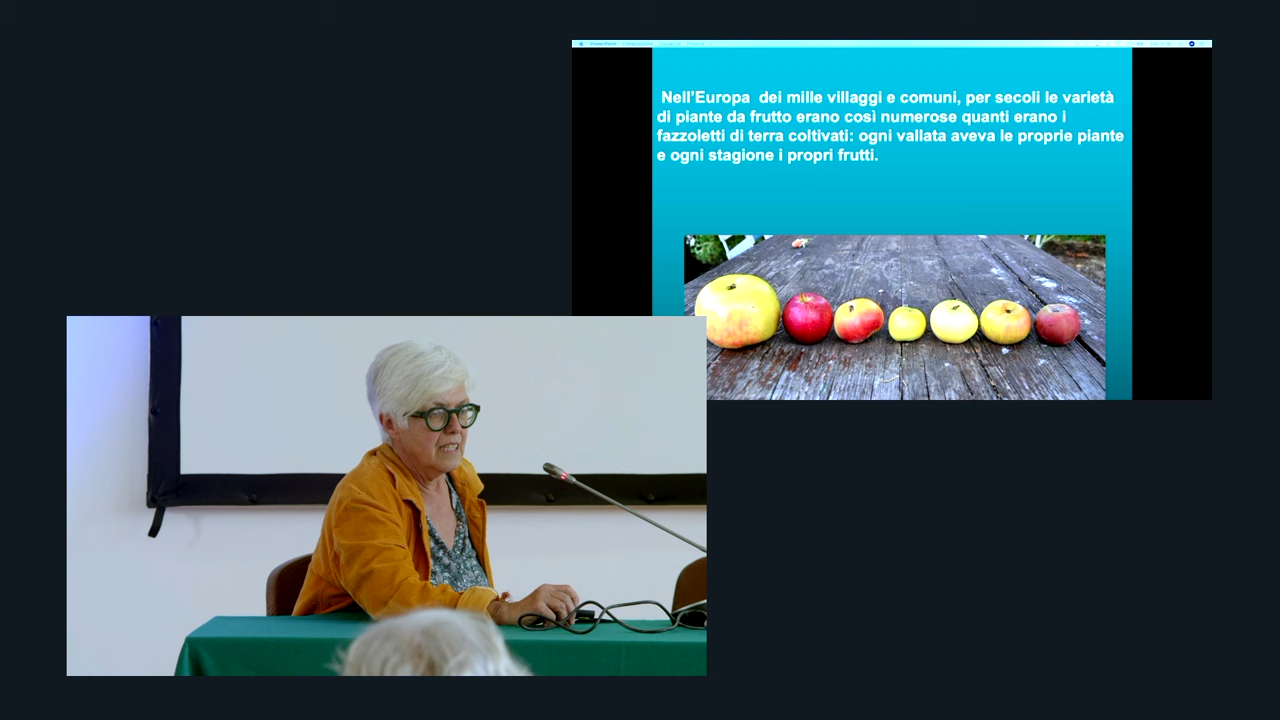 PowerPoint
Nell'Europa dei mille villaggi e comuni, per secoli le varietà
di piante da frutto erano così numerose quanti erano i
fazzoletti di terra coltivati: ogni vallata aveva le proprie piante
e ogni stagione i propri frutti.